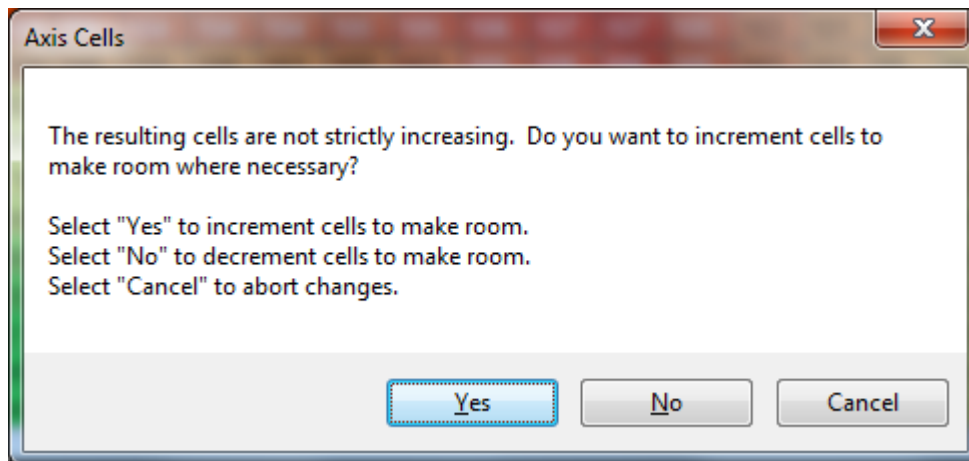 Axis Cells
The resulting cells are not strictly increasing.  Do you want to increment cells to
make room where necessary?
Select "Yes" to increment cells to make room.
Select "No" to decrement cells to make room.
Select "Cancel" to abort changes.
Yes No Cancel